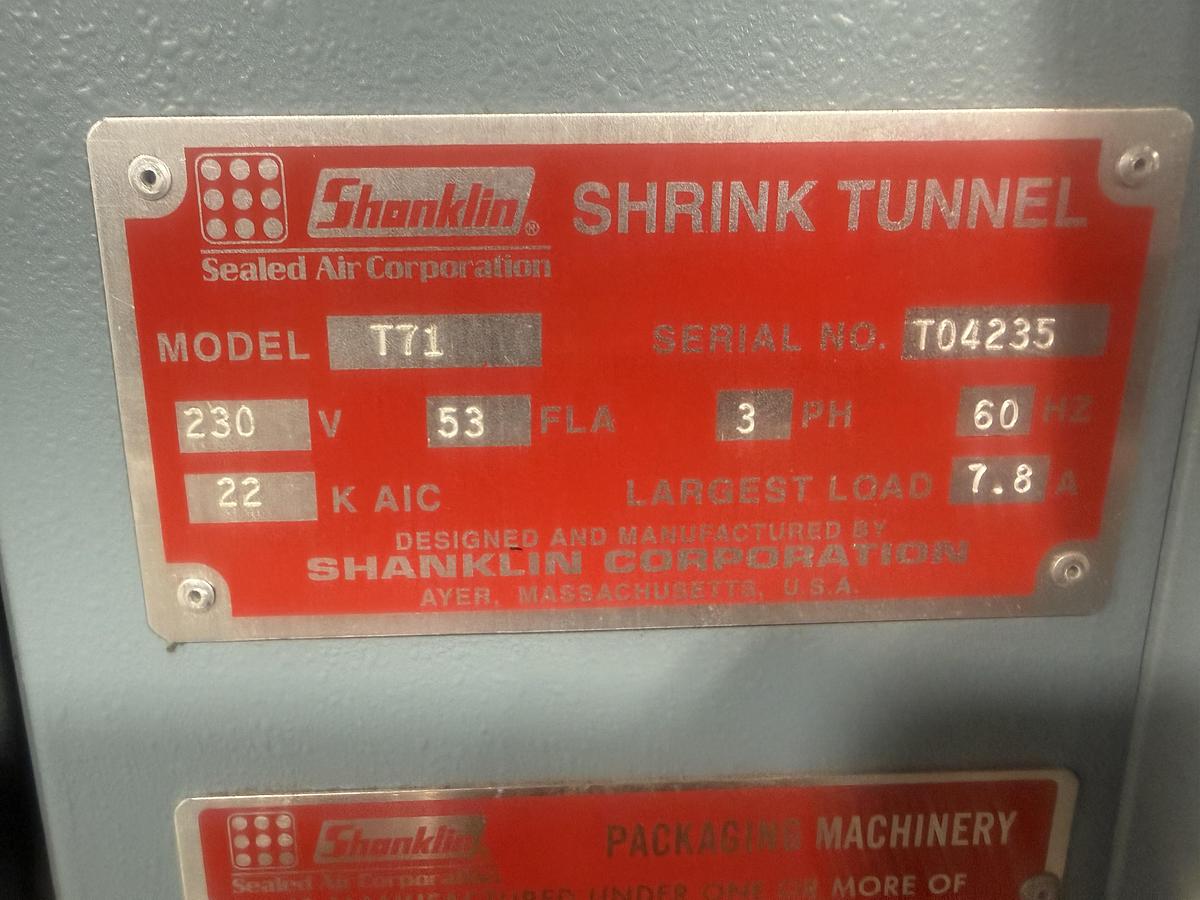 Shanklin® SHRINK TUNNEL
Sealed Air Corporation
MODEL T71 SERIAL NO. T04235
230 V 53 FLA 3 PH 60 HZ
22 K AIC LARGEST LOAD 7.8 A
DESIGNED AND MANUFACTURED BY
SHANKLIN CORPORATION
AYER, MASSACHUSETTS, U.S.A.
Shanklin PACKAGING MACHINERY
Sealed Air Corporation
UNDER ONE OR MORE OF